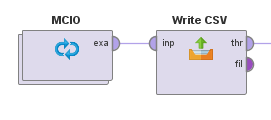 MCIO
Write CSV
exa
inp
thr
fil